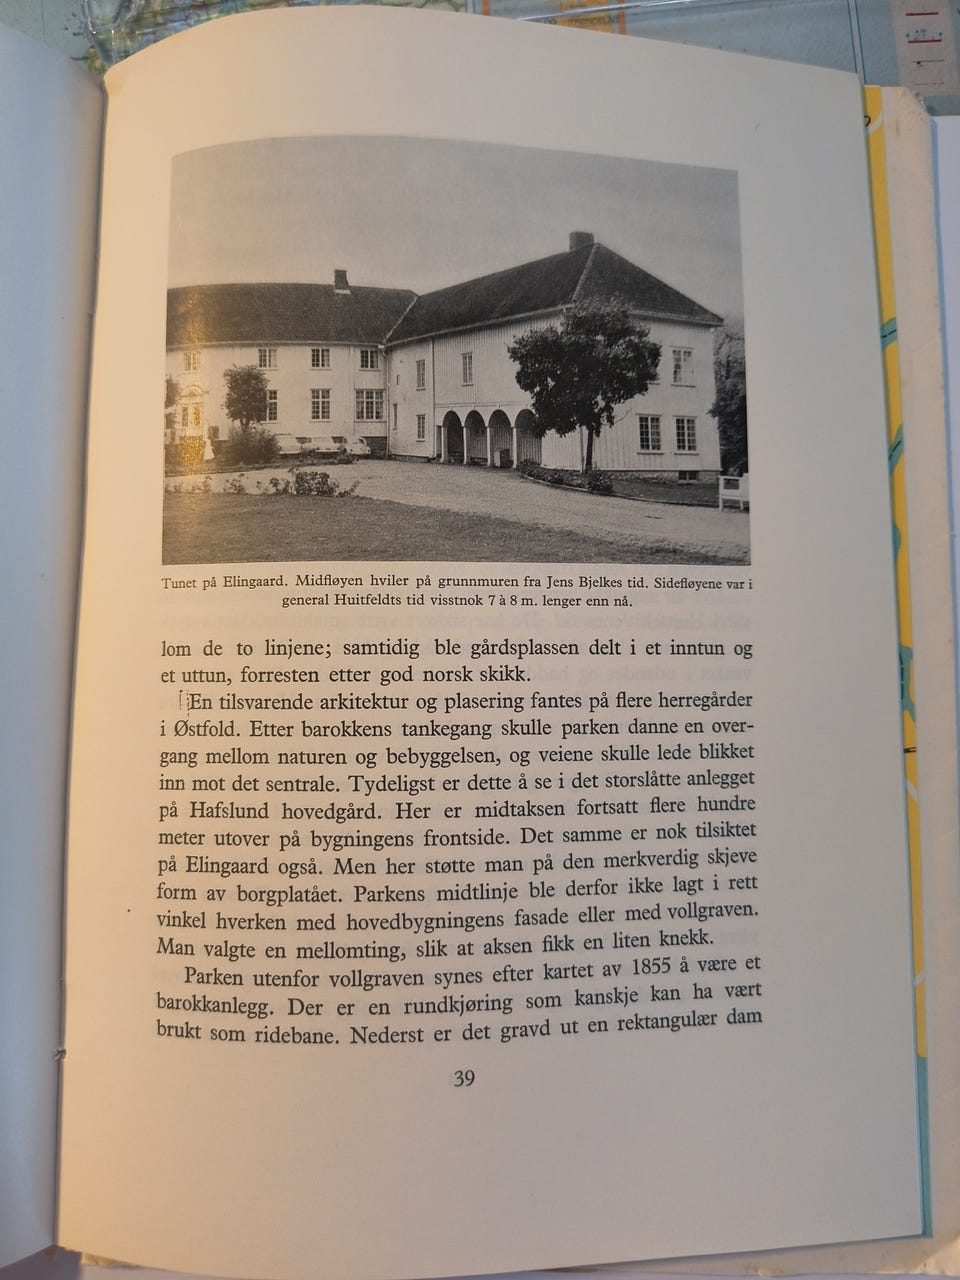 Tunet på Elingaard. Midfløyen hviler på grunnmuren fra Jens Bjelkes tid. Sidefløyene var i
general Huitfeldts tid visstnok 7 à 8 m. lenger enn nå.
lom de to linjene; samtidig ble gårdsplassen delt i et inntun og
et uttun, forresten etter god norsk skikk.
En tilsvarende arkitektur og plasering fantes på flere herregårder
i Østfold. Etter barokkens tankegang skulle parken danne en over-
gang mellom naturen og bebyggelsen, og veiene skulle lede blikket
inn mot det sentrale. Tydeligst er dette å se i det storslåtte anlegget
på Hafslund hovedgård. Her er midtaksen fortsatt flere hundre
meter utover på bygningens frontside. Det samme er nok tilsiktet
på Elingaard også. Men her støtte man på den merkverdig skjeve
form av borgplatået. Parkens midtlinje ble derfor ikke lagt i rett
vinkel hverken med hovedbygningens fasade eller med vollgraven.
Man valgte en mellomting, slik at aksen fikk en liten knekk.
Parken utenfor vollgraven synes efter kartet av 1855 å være et
barokkanlegg. Der er en rundkjøring som kanskje kan ha vært
brukt som ridebane. Nederst er det gravd ut en rektangulær dam
39